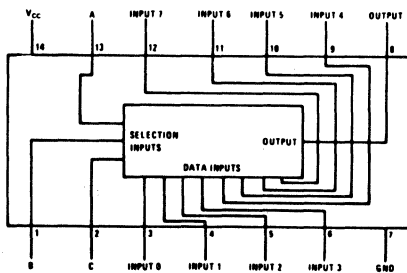 VCC A INPUT 7 INPUT 6 INPUT 5 INPUT 4 OUTPUT
14 13 12 11 10 9 8
SELECTION
INPUTS
OUTPUT
DATA INPUTS
1 2 3 4 5 6 7
B C INPUT 0 INPUT 1 INPUT 2 INPUT 3 GND